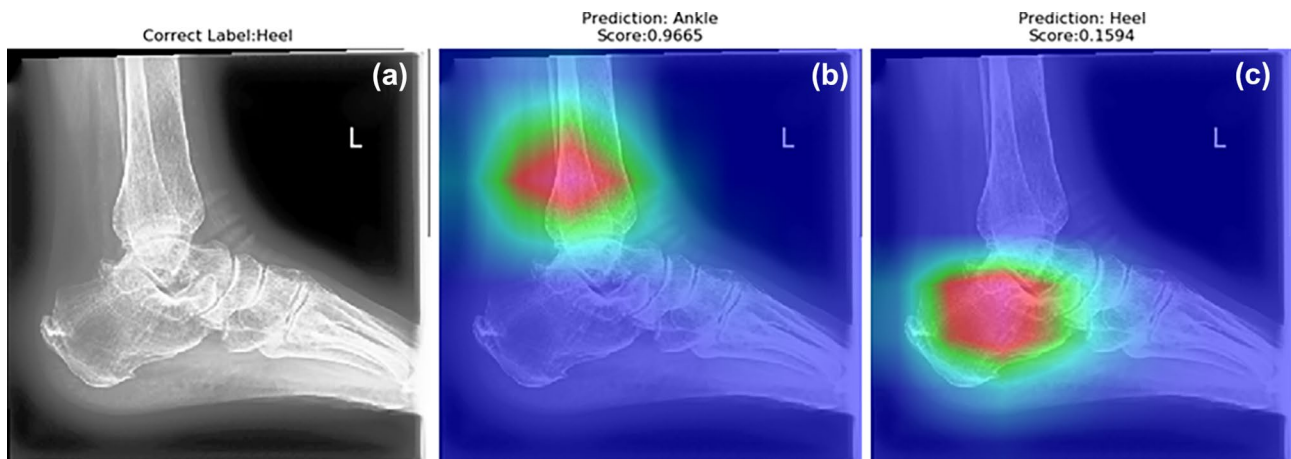 Correct Label:Heel
(a)
L
Prediction: Ankle
Score:0.9665
(b)
L
Prediction: Heel
Score:0.1594
(c)
L